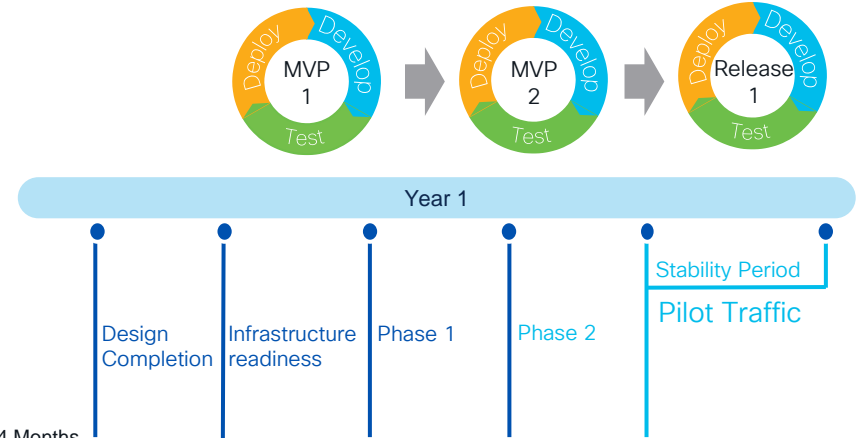 Deploy
Develop
MVP
1
Test
Deploy
Develop
MVP
2
Test
Deploy
Develop
Release
1
Test
Year 1
Stability Period
Pilot Traffic
Design
Completion
Infrastructure
readiness
Phase 1
Phase 2
4 Months